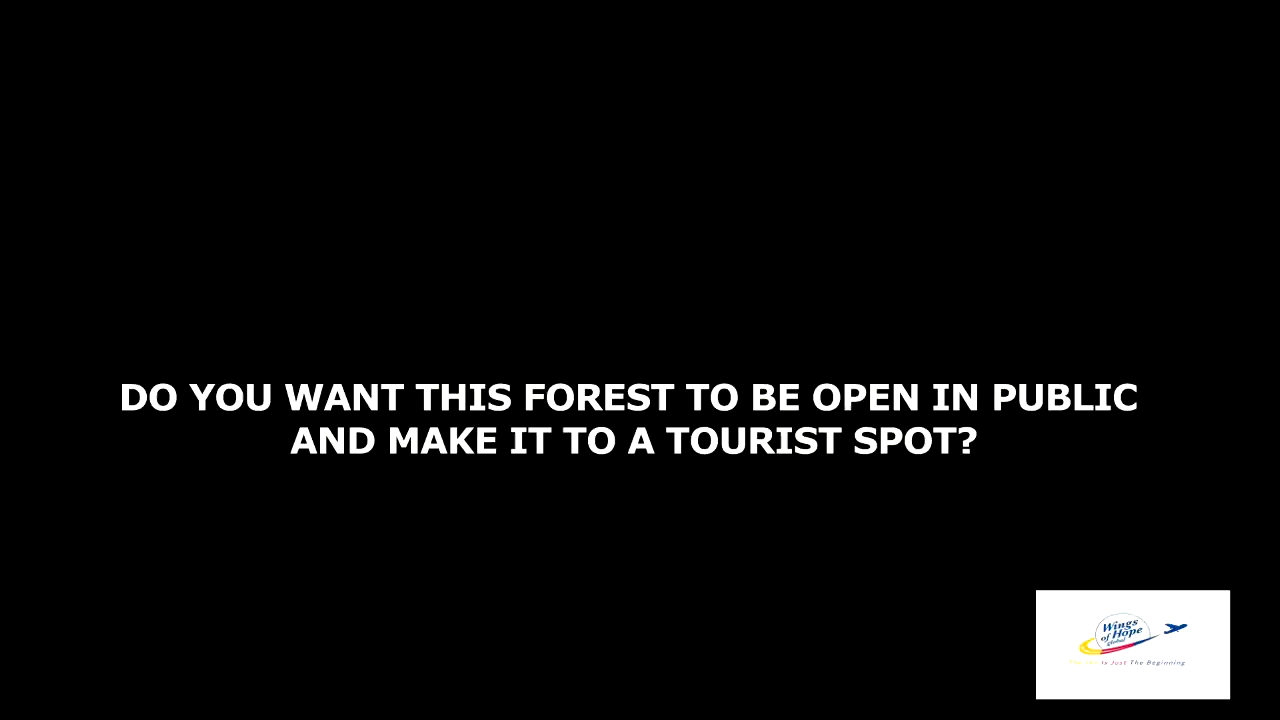 DO YOU WANT THIS FOREST TO BE OPEN IN PUBLIC
AND MAKE IT TO A TOURIST SPOT?
Wings
of Hope
global
Is Just The Beginning